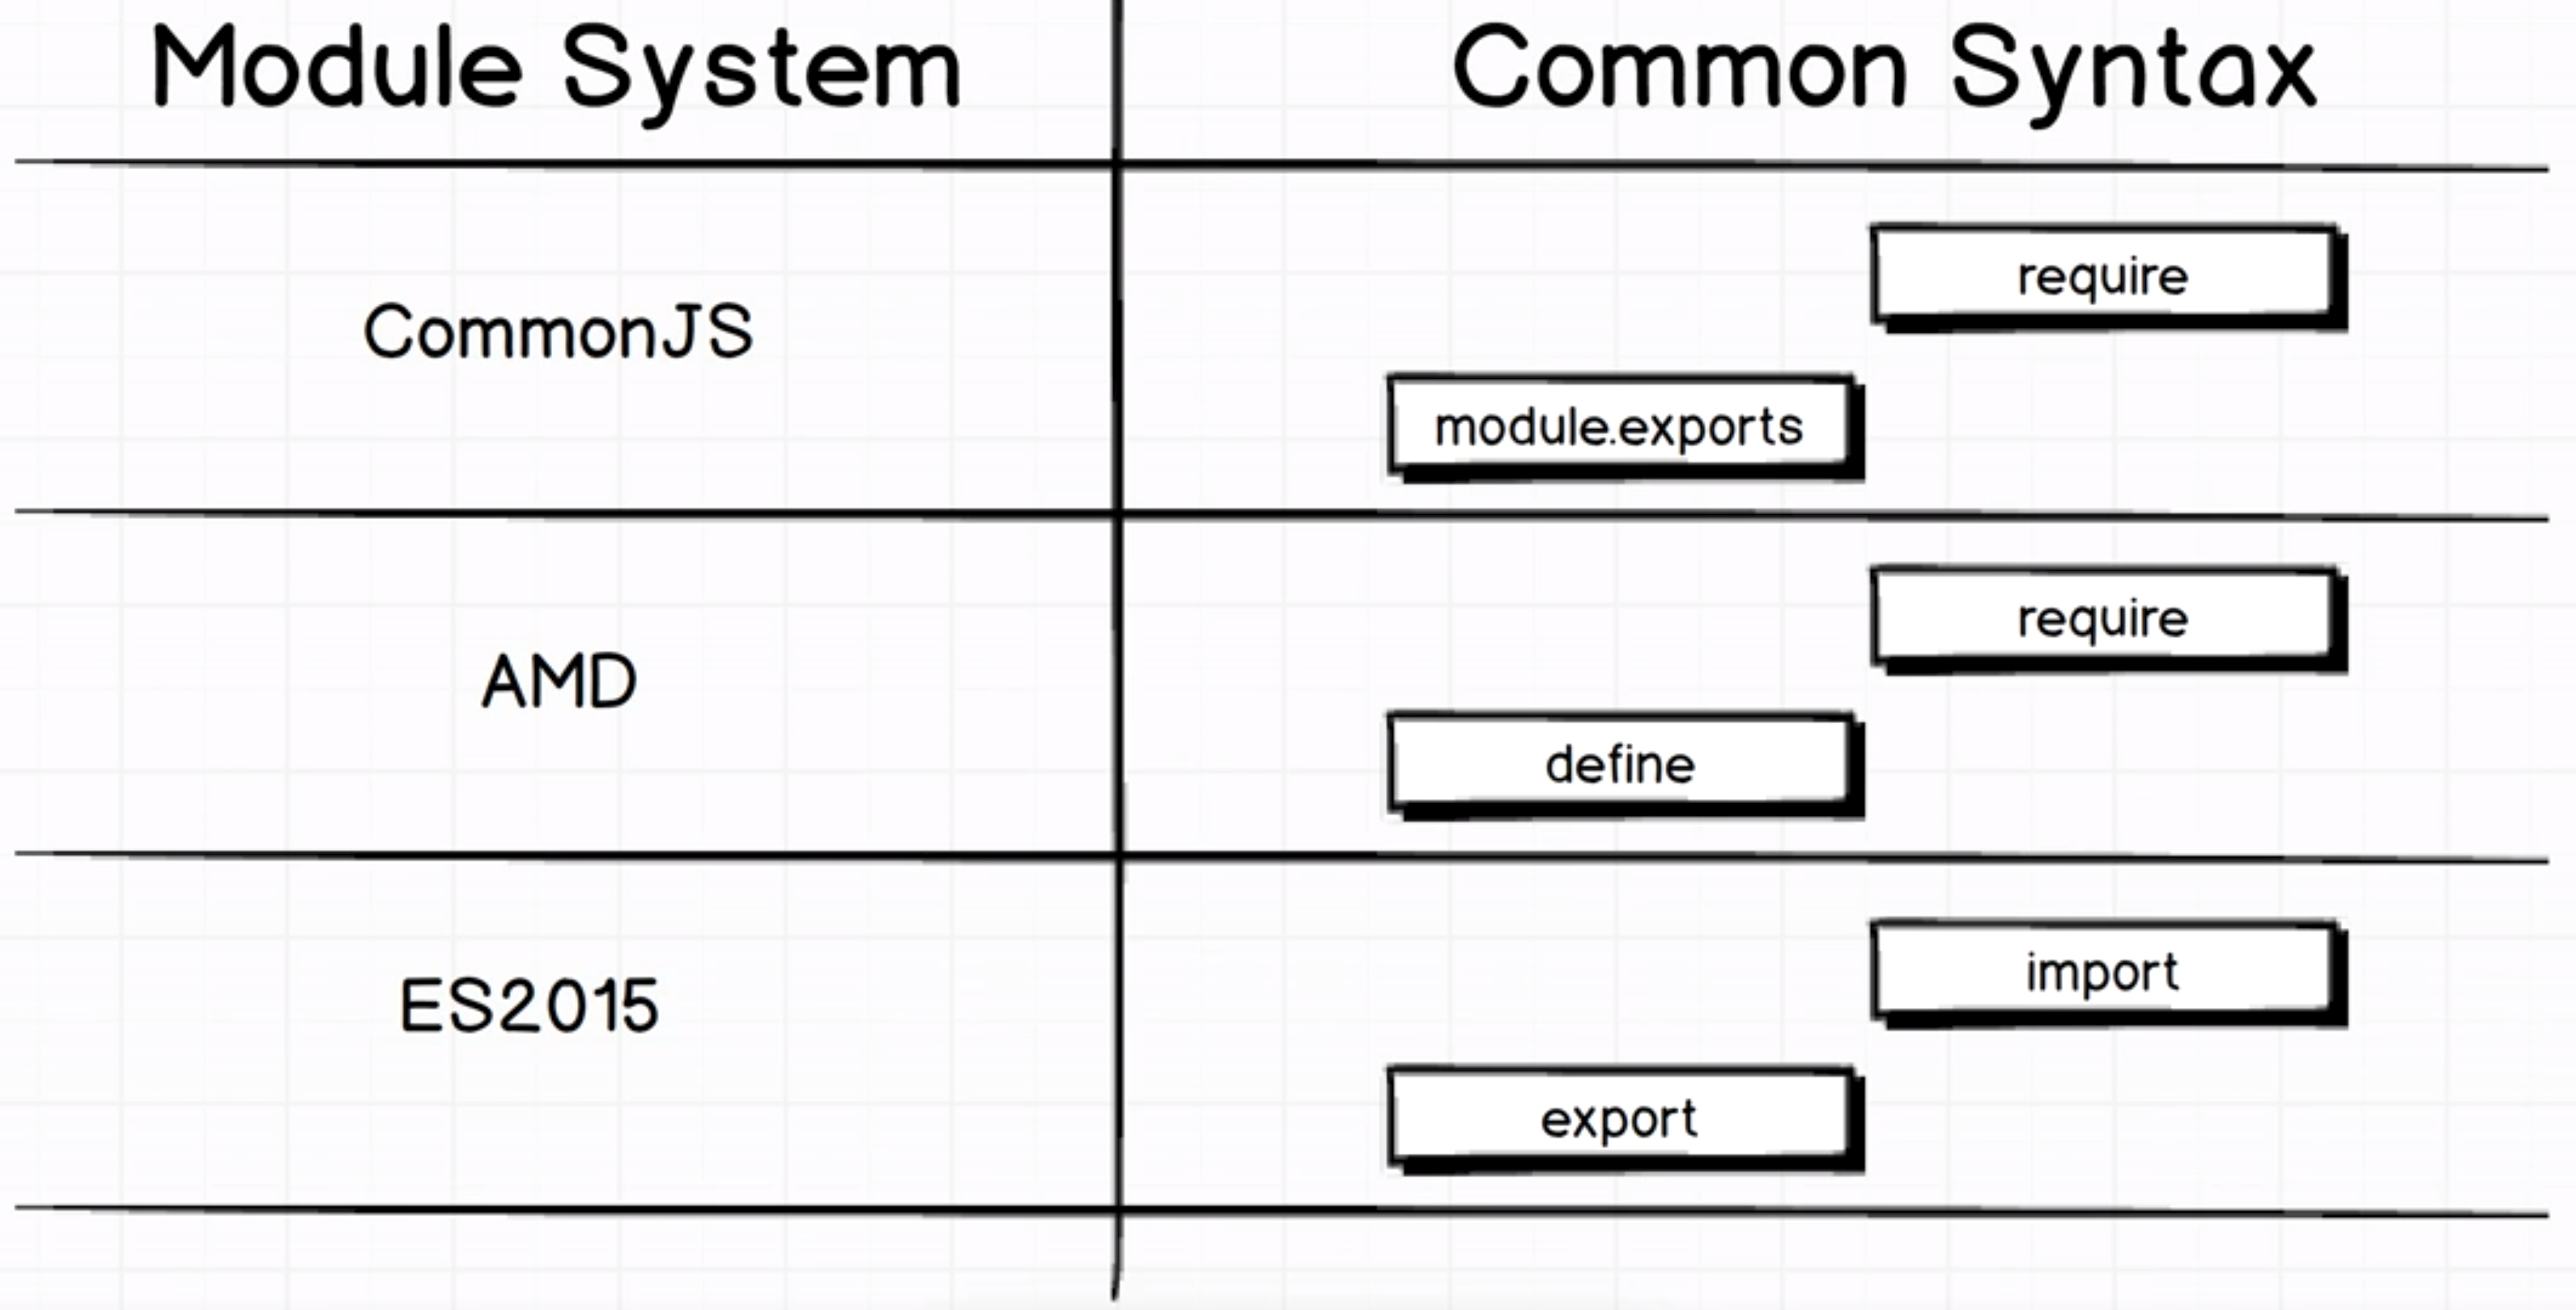 Module System
Common Syntax
CommonJS
require
module.exports
AMD
require
define
ES2015
import
export